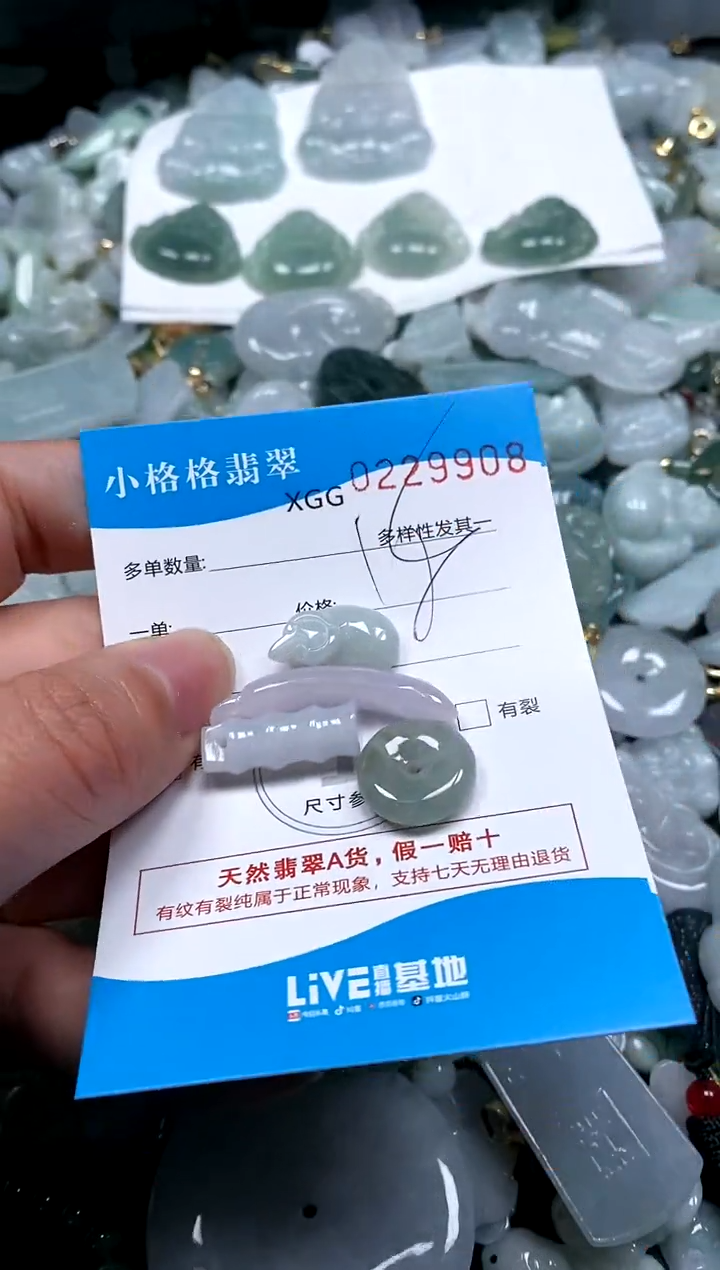 小格格翡翠
XGG 0229908
多单数量:
多样性发其一
一单:
价格:
有裂
尺寸参
天然翡翠A货，假一赔十
有纹有裂纯属于正常现象，支持七天无理由退货
LiVE直播基地